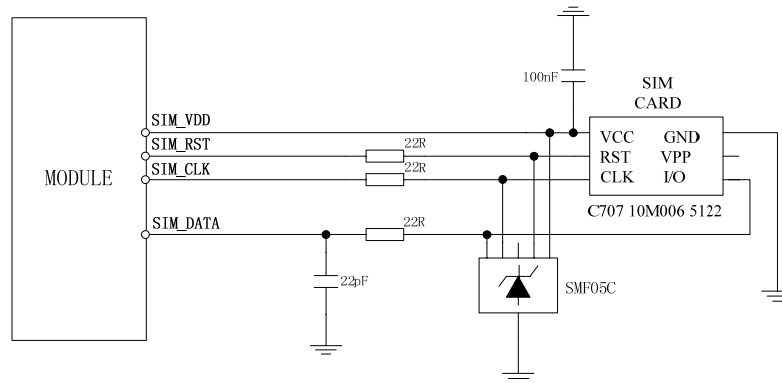 100nF
SIM
CARD
SIM_VDD
SIM_RST
22R
VCC GND
RST VPP
CLK I/O
SIM_CLK
22R
MODULE
C707 10M006 5122
SIM_DATA
22R
22pF
SMF05C